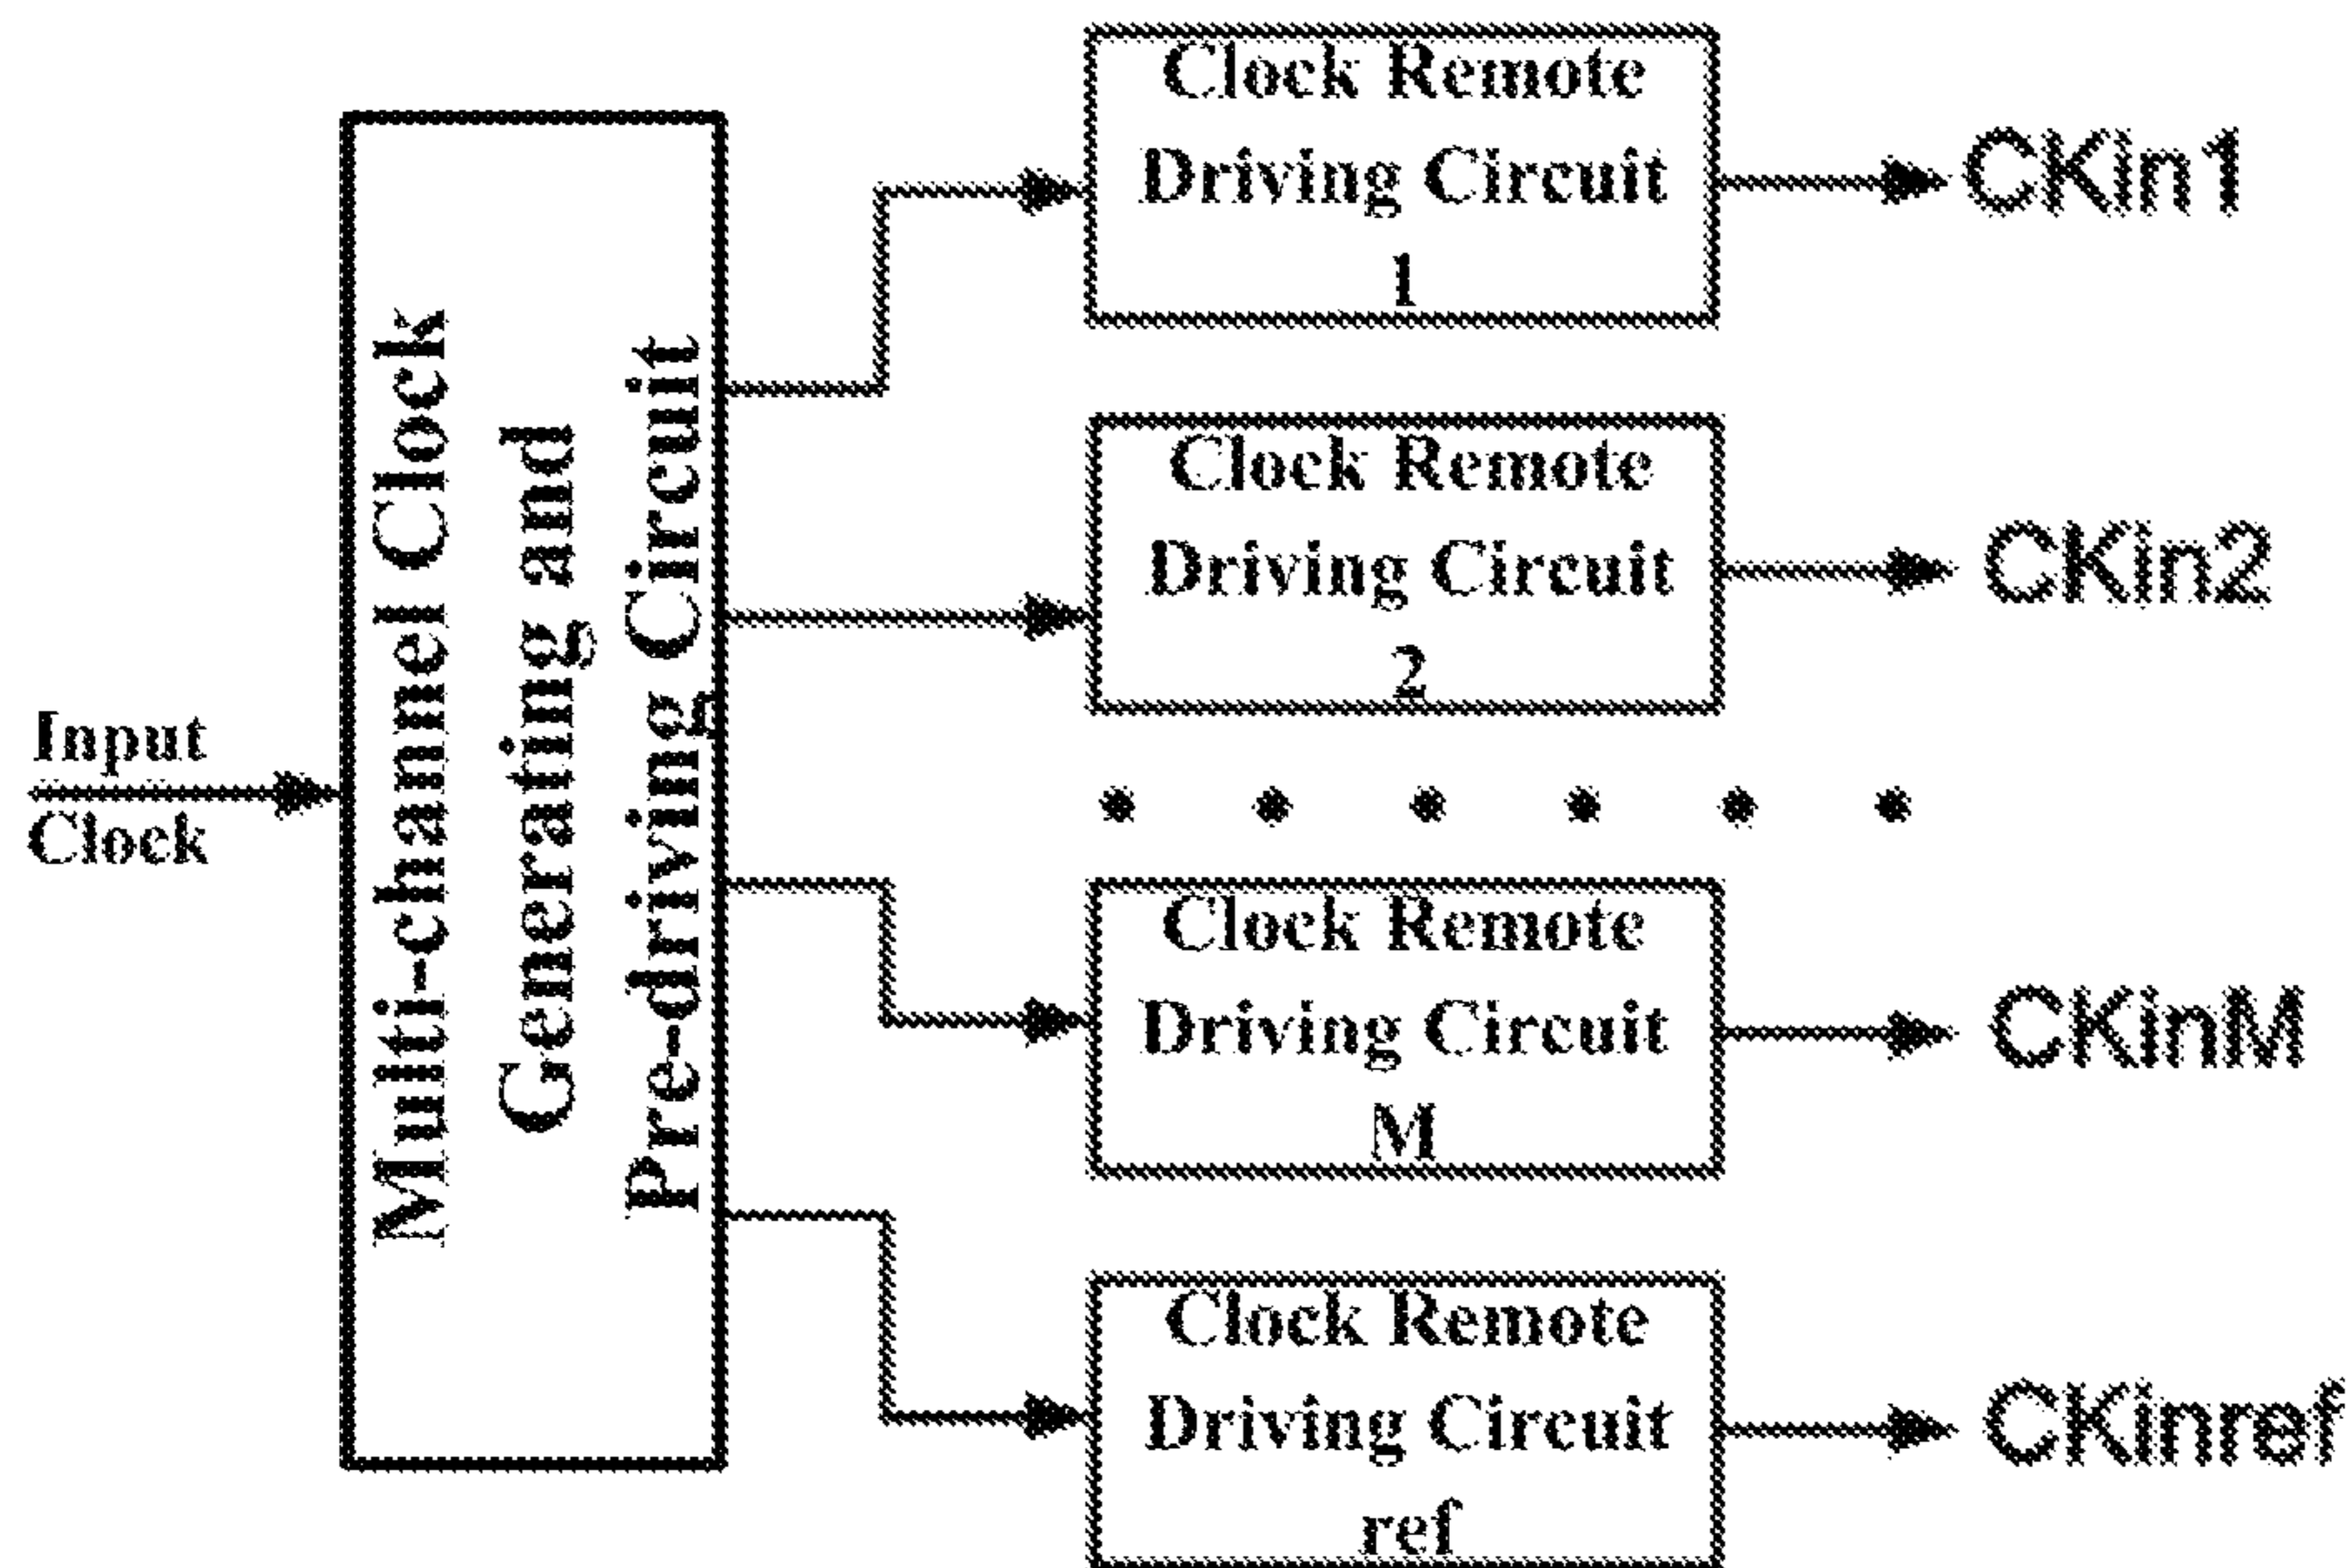 Input
Clock
Multi-channel Clock
Generating and
Pre-driving Circuit
Clock Remote
Driving Circuit
1
CKin1
Clock Remote
Driving Circuit
2
CKin2
Clock Remote
Driving Circuit
M
CKinM
Clock Remote
Driving Circuit
ref
CKinref